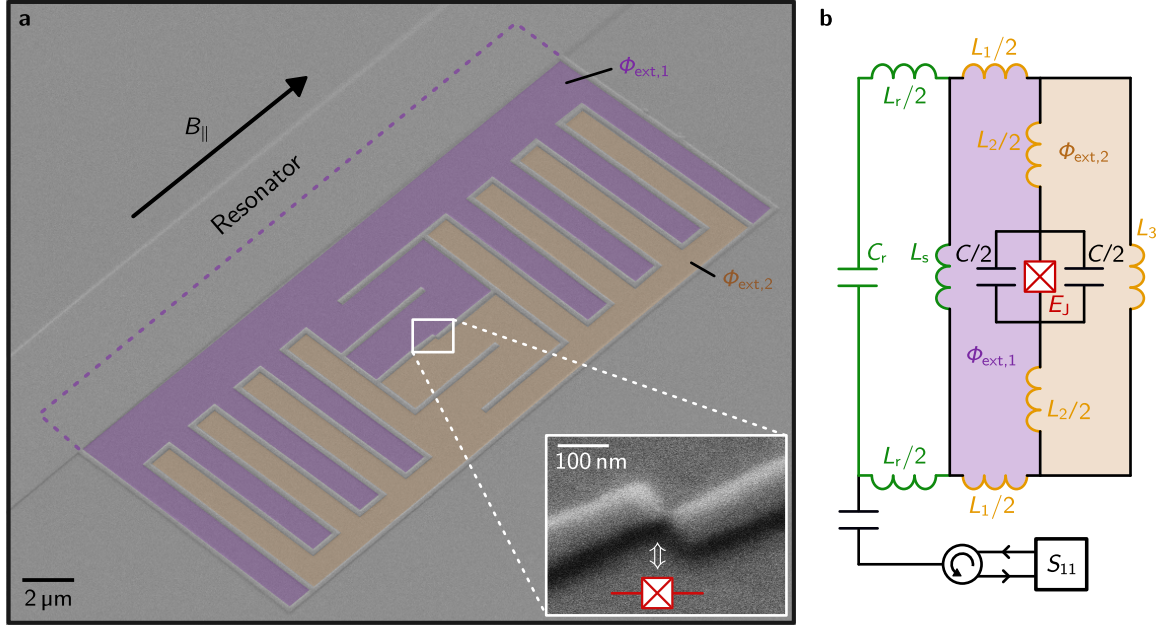 a
Φext,1
B∥
Resonator
Φext,2
100 nm
2 µm
b
L1/2
Lr/2
L2/2
Φext,2
L3
Cr
Ls
C/2
C/2
EJ
Φext,1
L2/2
Lr/2
L1/2
S11